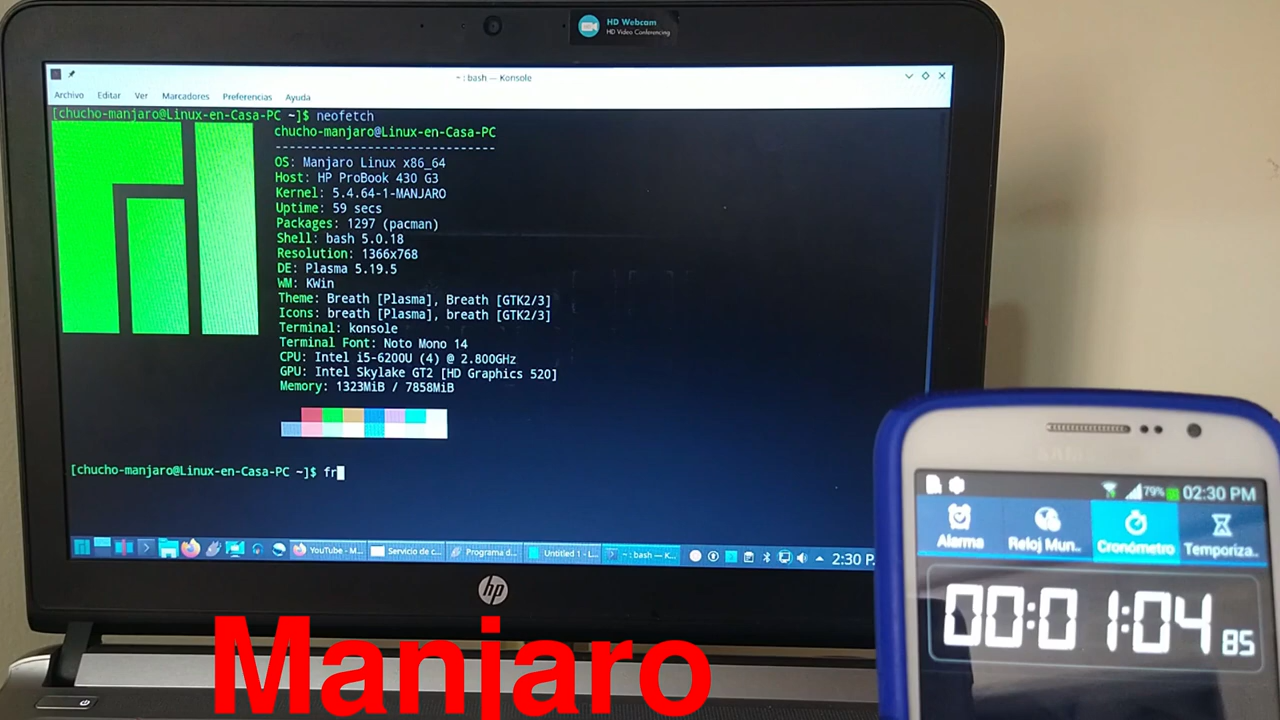 HD Webcam
HD Video Conferencing
~ : bash — Konsole
Archivo Editar Ver Marcadores Preferencias Ayuda
[chucho-manjaro@Linux-en-Casa-PC ~]$ neofetch
chucho-manjaro@Linux-en-Casa-PC
-------------------------------
OS: Manjaro Linux x86_64
Host: HP ProBook 430 G3
Kernel: 5.4.64-1-MANJARO
Uptime: 59 secs
Packages: 1297 (pacman)
Shell: bash 5.0.18
Resolution: 1366x768
DE: Plasma 5.19.5
WM: KWin
Theme: Breath [Plasma], Breath [GTK2/3]
Icons: breath [Plasma], breath [GTK2/3]
Terminal: konsole
Terminal Font: Noto Mono 14
CPU: Intel i5-6200U (4) @ 2.800GHz
GPU: Intel Skylake GT2 [HD Graphics 520]
Memory: 1323MiB / 7858MiB
[chucho-manjaro@Linux-en-Casa-PC ~]$ fr
YouTube - M... Servicio de c... Programa d... Untitled 1 - L... ~ : bash — K... 2:30 P
hp
79% 02:30 PM
Alarma Reloj Mun.. Cronómetro Temporiza..
00:01:04 85
Manjaro